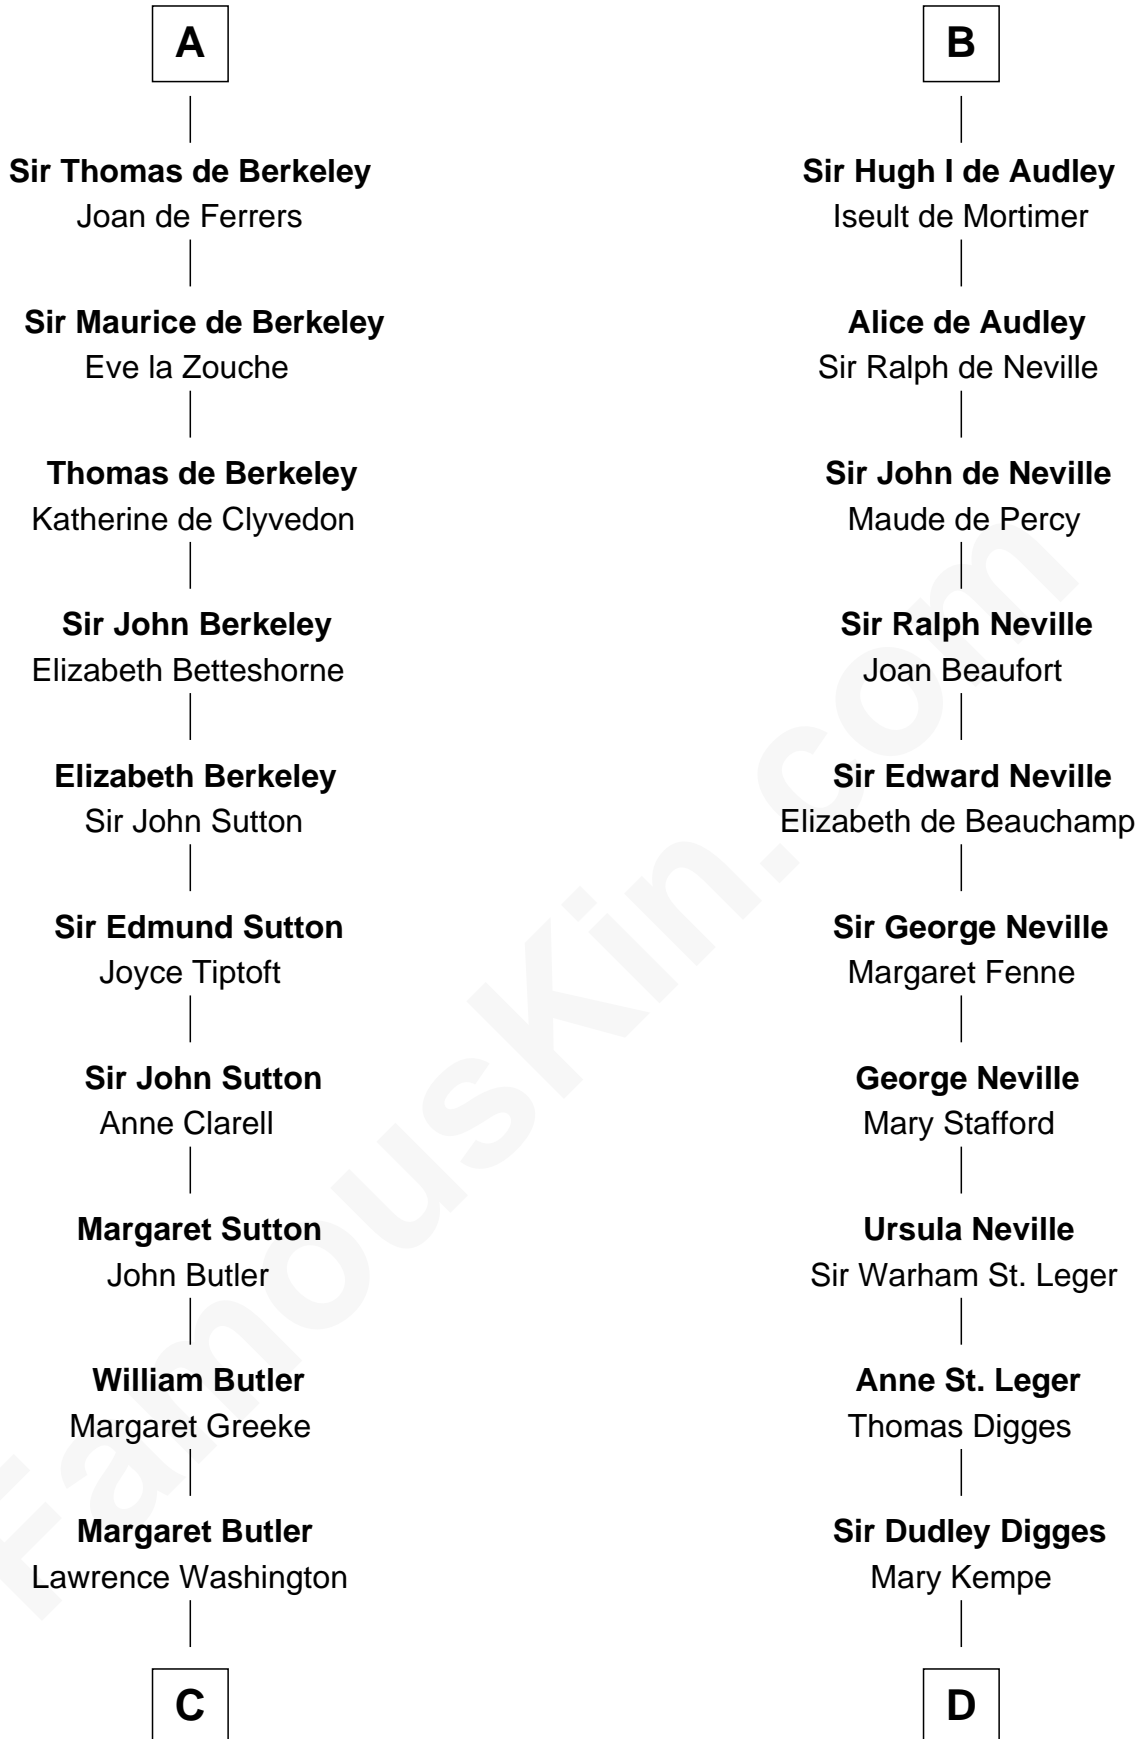 A
Sir Thomas de Berkeley
Joan de Ferrers
Sir Maurice de Berkeley
Eve la Zouche
Thomas de Berkeley
Katherine de Clyvedon
Sir John Berkeley
Elizabeth Betteshorne
Elizabeth Berkeley
Sir John Sutton
Sir Edmund Sutton
Joyce Tiptoft
Sir John Sutton
Anne Clarell
Margaret Sutton
John Butler
William Butler
Margaret Greeke
Margaret Butler
Lawrence Washington
C
B
Sir Hugh I de Audley
Iseult de Mortimer
Alice de Audley
Sir Ralph de Neville
Sir John de Neville
Maude de Percy
Sir Ralph Neville
Joan Beaufort
Sir Edward Neville
Elizabeth de Beauchamp
Sir George Neville
Margaret Fenne
George Neville
Mary Stafford
Ursula Neville
Sir Warham St. Leger
Anne St. Leger
Thomas Digges
Sir Dudley Digges
Mary Kempe
D
FamousKin.com